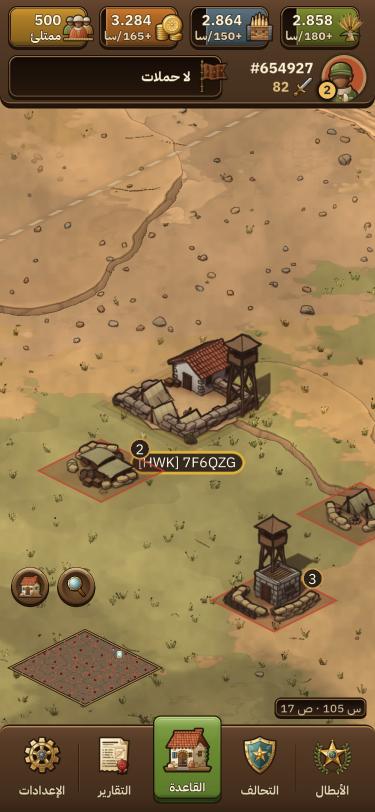 2.858
+180/سا
2.864
+150/سا
3.284
+165/سا
500
ممتلئ
#654927
82
2
لا حملات
2
[HWK] 7F6QZG
3
س 105 · ص 17
الأبطال
التحالف
القاعدة
التقارير
الإعدادات